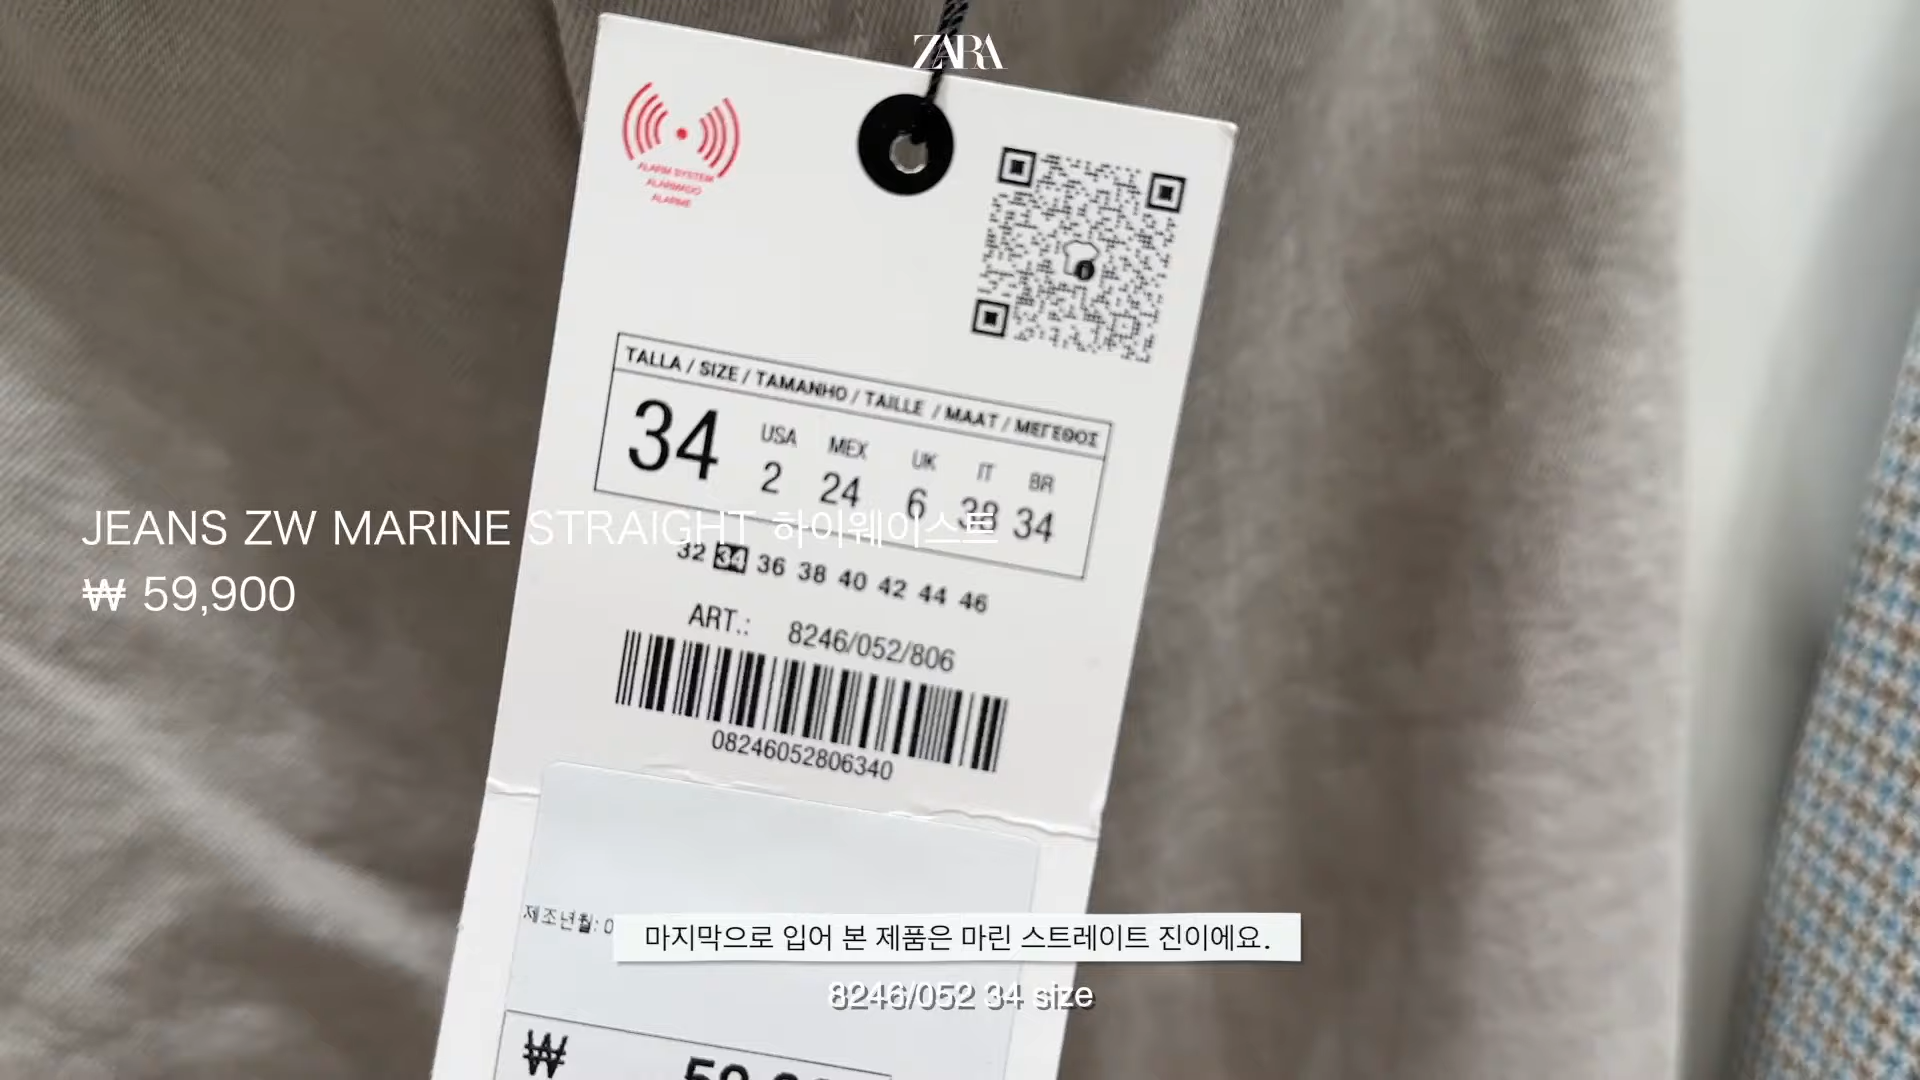 ZARA
ALARM SYSTEM
ALARMADO
ALARME
TALLA / SIZE / TAMANHO / TAILLE / MAAT / ΜΕΓΕΘΟΣ
34 USA 2 MEX 24 UK 6 IT 38 BR 34
32 34 36 38 40 42 44 46
JEANS ZW MARINE STRAIGHT 하이웨이스트
₩ 59,900
ART.: 8246/052/806
08246052806340
제조년월:
마지막으로 입어 본 제품은 마린 스트레이트 진이에요.
8246/052 34 size
₩